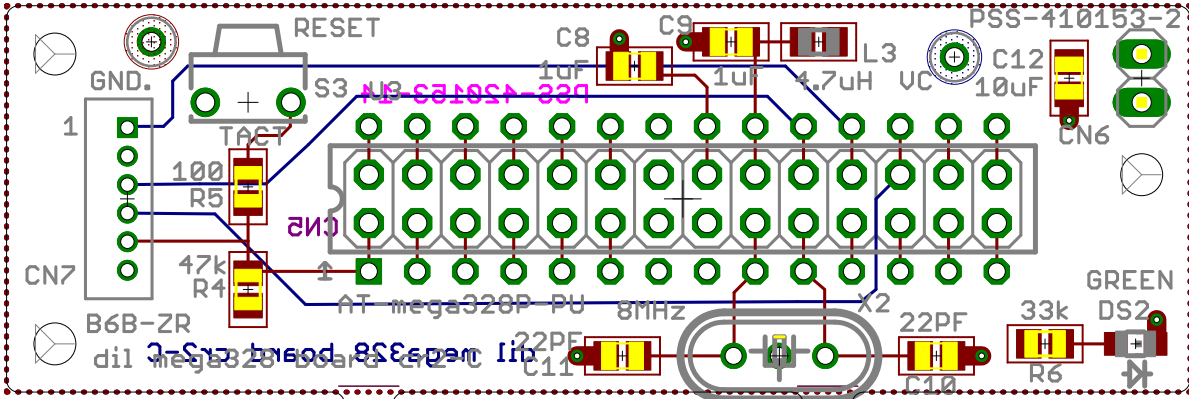 RESET
PSS-410153-2
C9
C8
L3
C12
GND.
1uF
1uF
4.7uH
VC
10uF
S3
U3
PSS-420153-14
1
TACT
CN6
100
R5
CN5
CN7
47k
R4
1
AT-mega328P-PU
8MHz
X2
GREEN
DS2
B6B-ZR
22PF
22PF
33k
dil mega328 board cr2-C
dil mega328 board cr2-C
C11
C10
R6